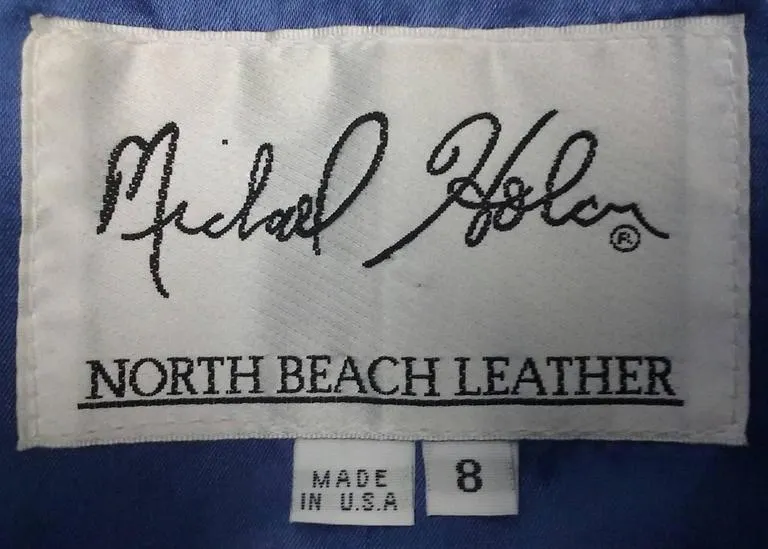 Michael Hoban
®
NORTH BEACH LEATHER
MADE
IN U.S.A
8